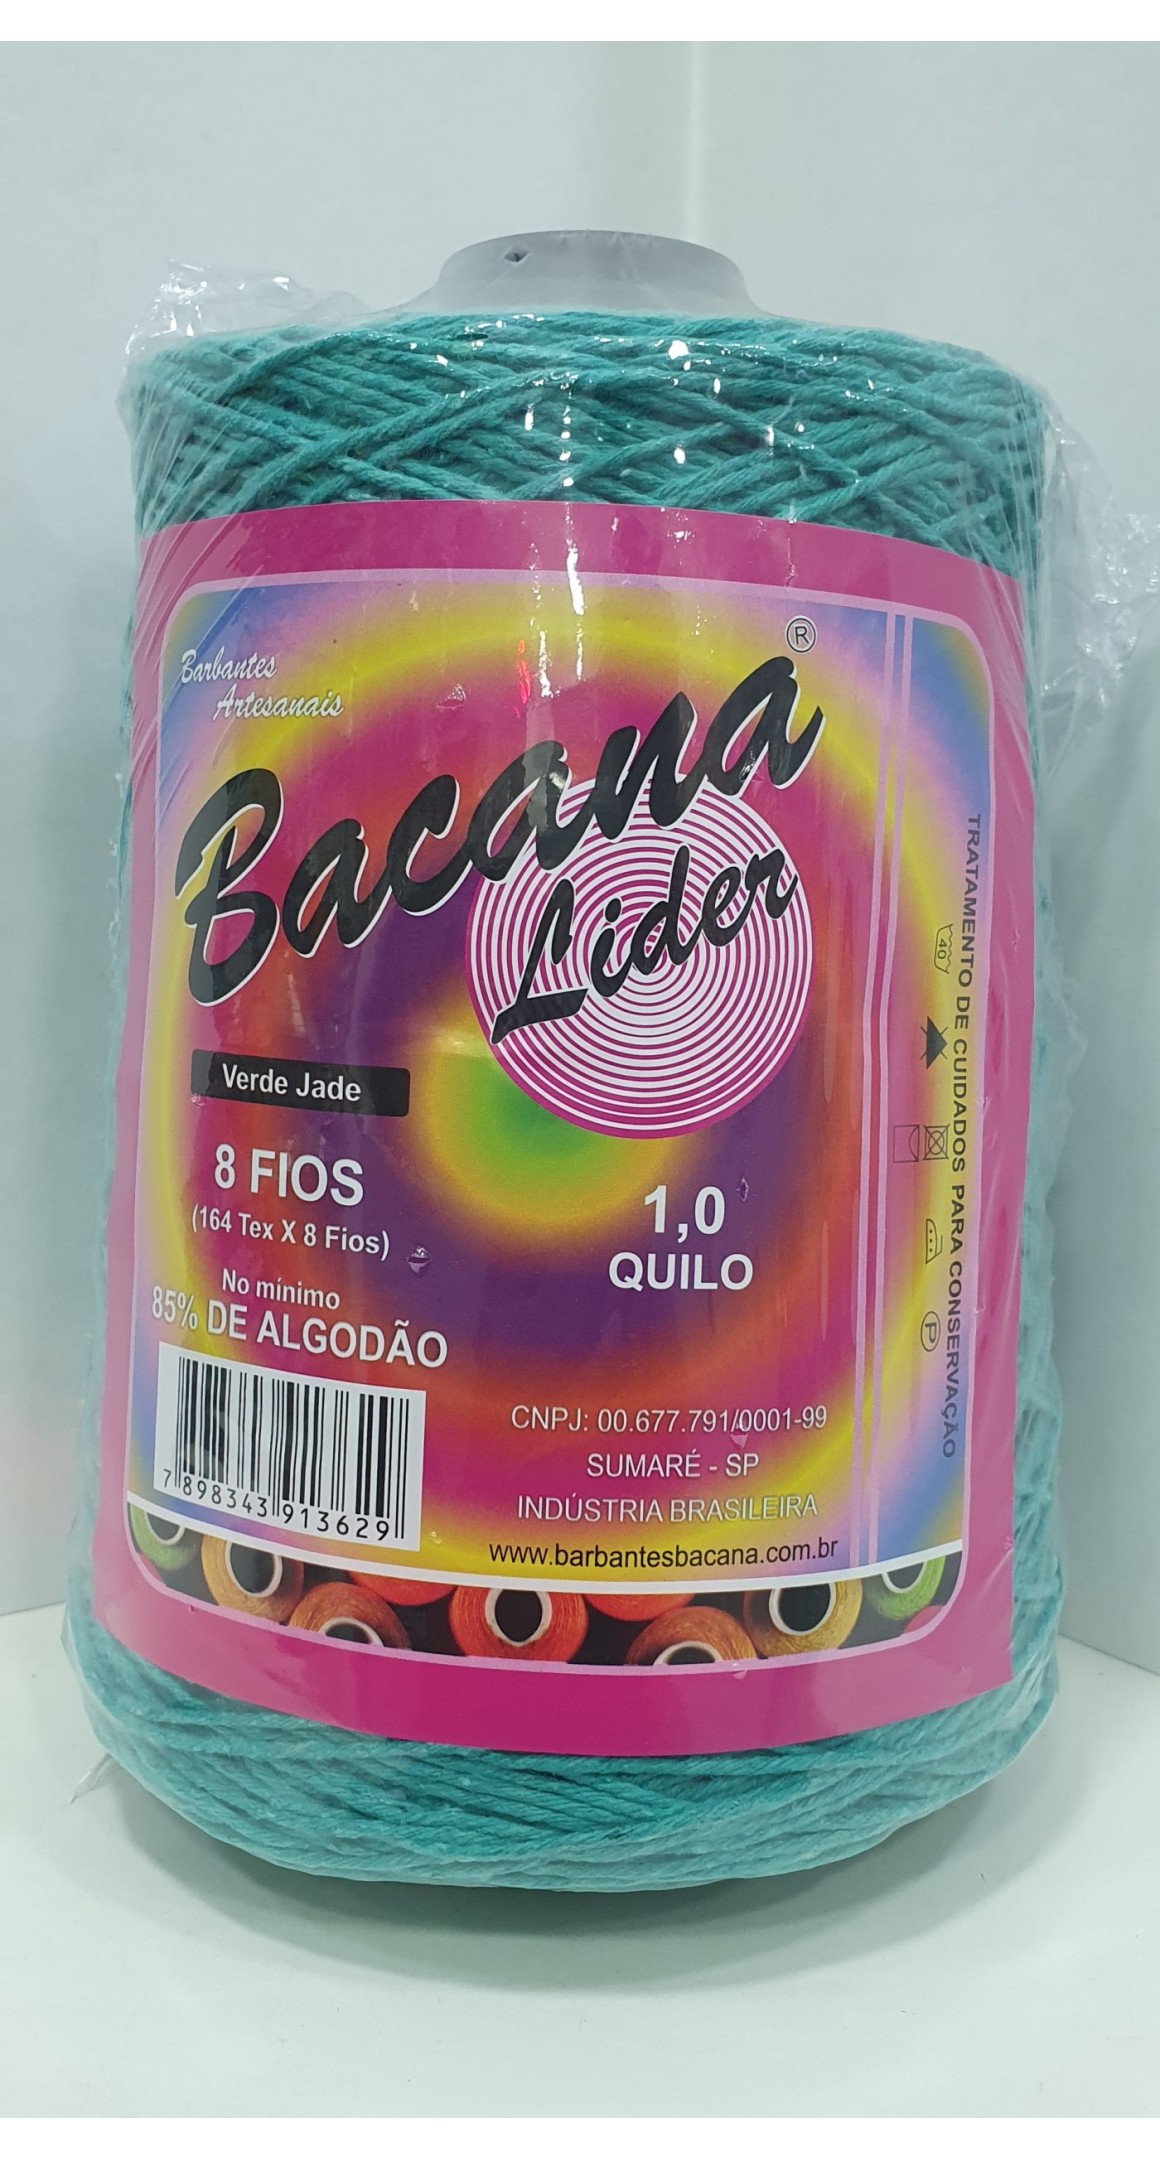 Barbantes
Artesanais
Bacana
®
Lider
Verde Jade
8 FIOS
(164 Tex X 8 Fios)
No mínimo
85% DE ALGODÃO
1,0
QUILO
7 898343 913629
CNPJ: 00.677.791/0001-99
SUMARÉ - SP
INDÚSTRIA BRASILEIRA
www.barbantesbacana.com.br
TRATAMENTO DE CUIDADOS PARA CONSERVAÇÃO
40
P